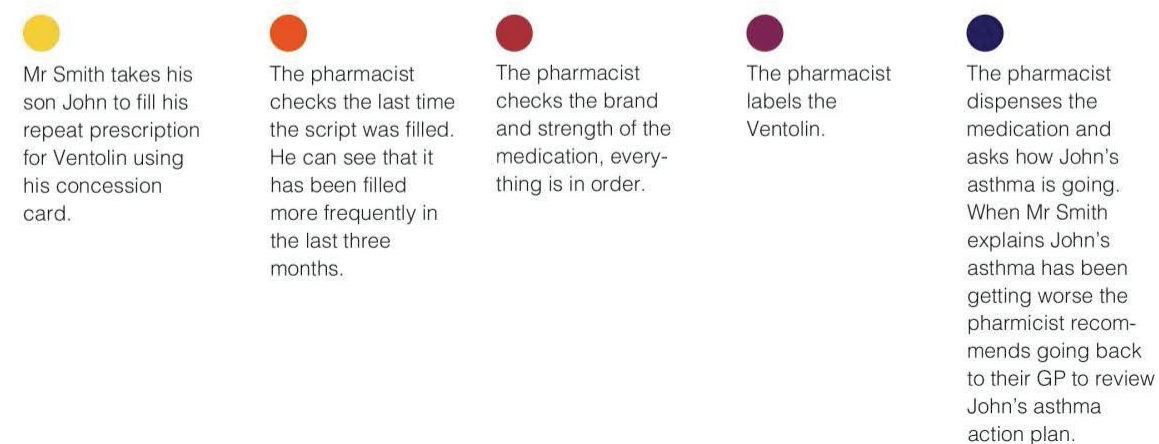 Mr Smith takes his
son John to fill his
repeat prescription
for Ventolin using
his concession
card.
The pharmacist
checks the last time
the script was filled.
He can see that it
has been filled
more frequently in
the last three
months.
The pharmacist
checks the brand
and strength of the
medication, every-
thing is in order.
The pharmacist
labels the
Ventolin.
The pharmacist
dispenses the
medication and
asks how John's
asthma is going.
When Mr Smith
explains John's
asthma has been
getting worse the
pharmicist recom-
mends going back
to their GP to review
John's asthma
action plan.